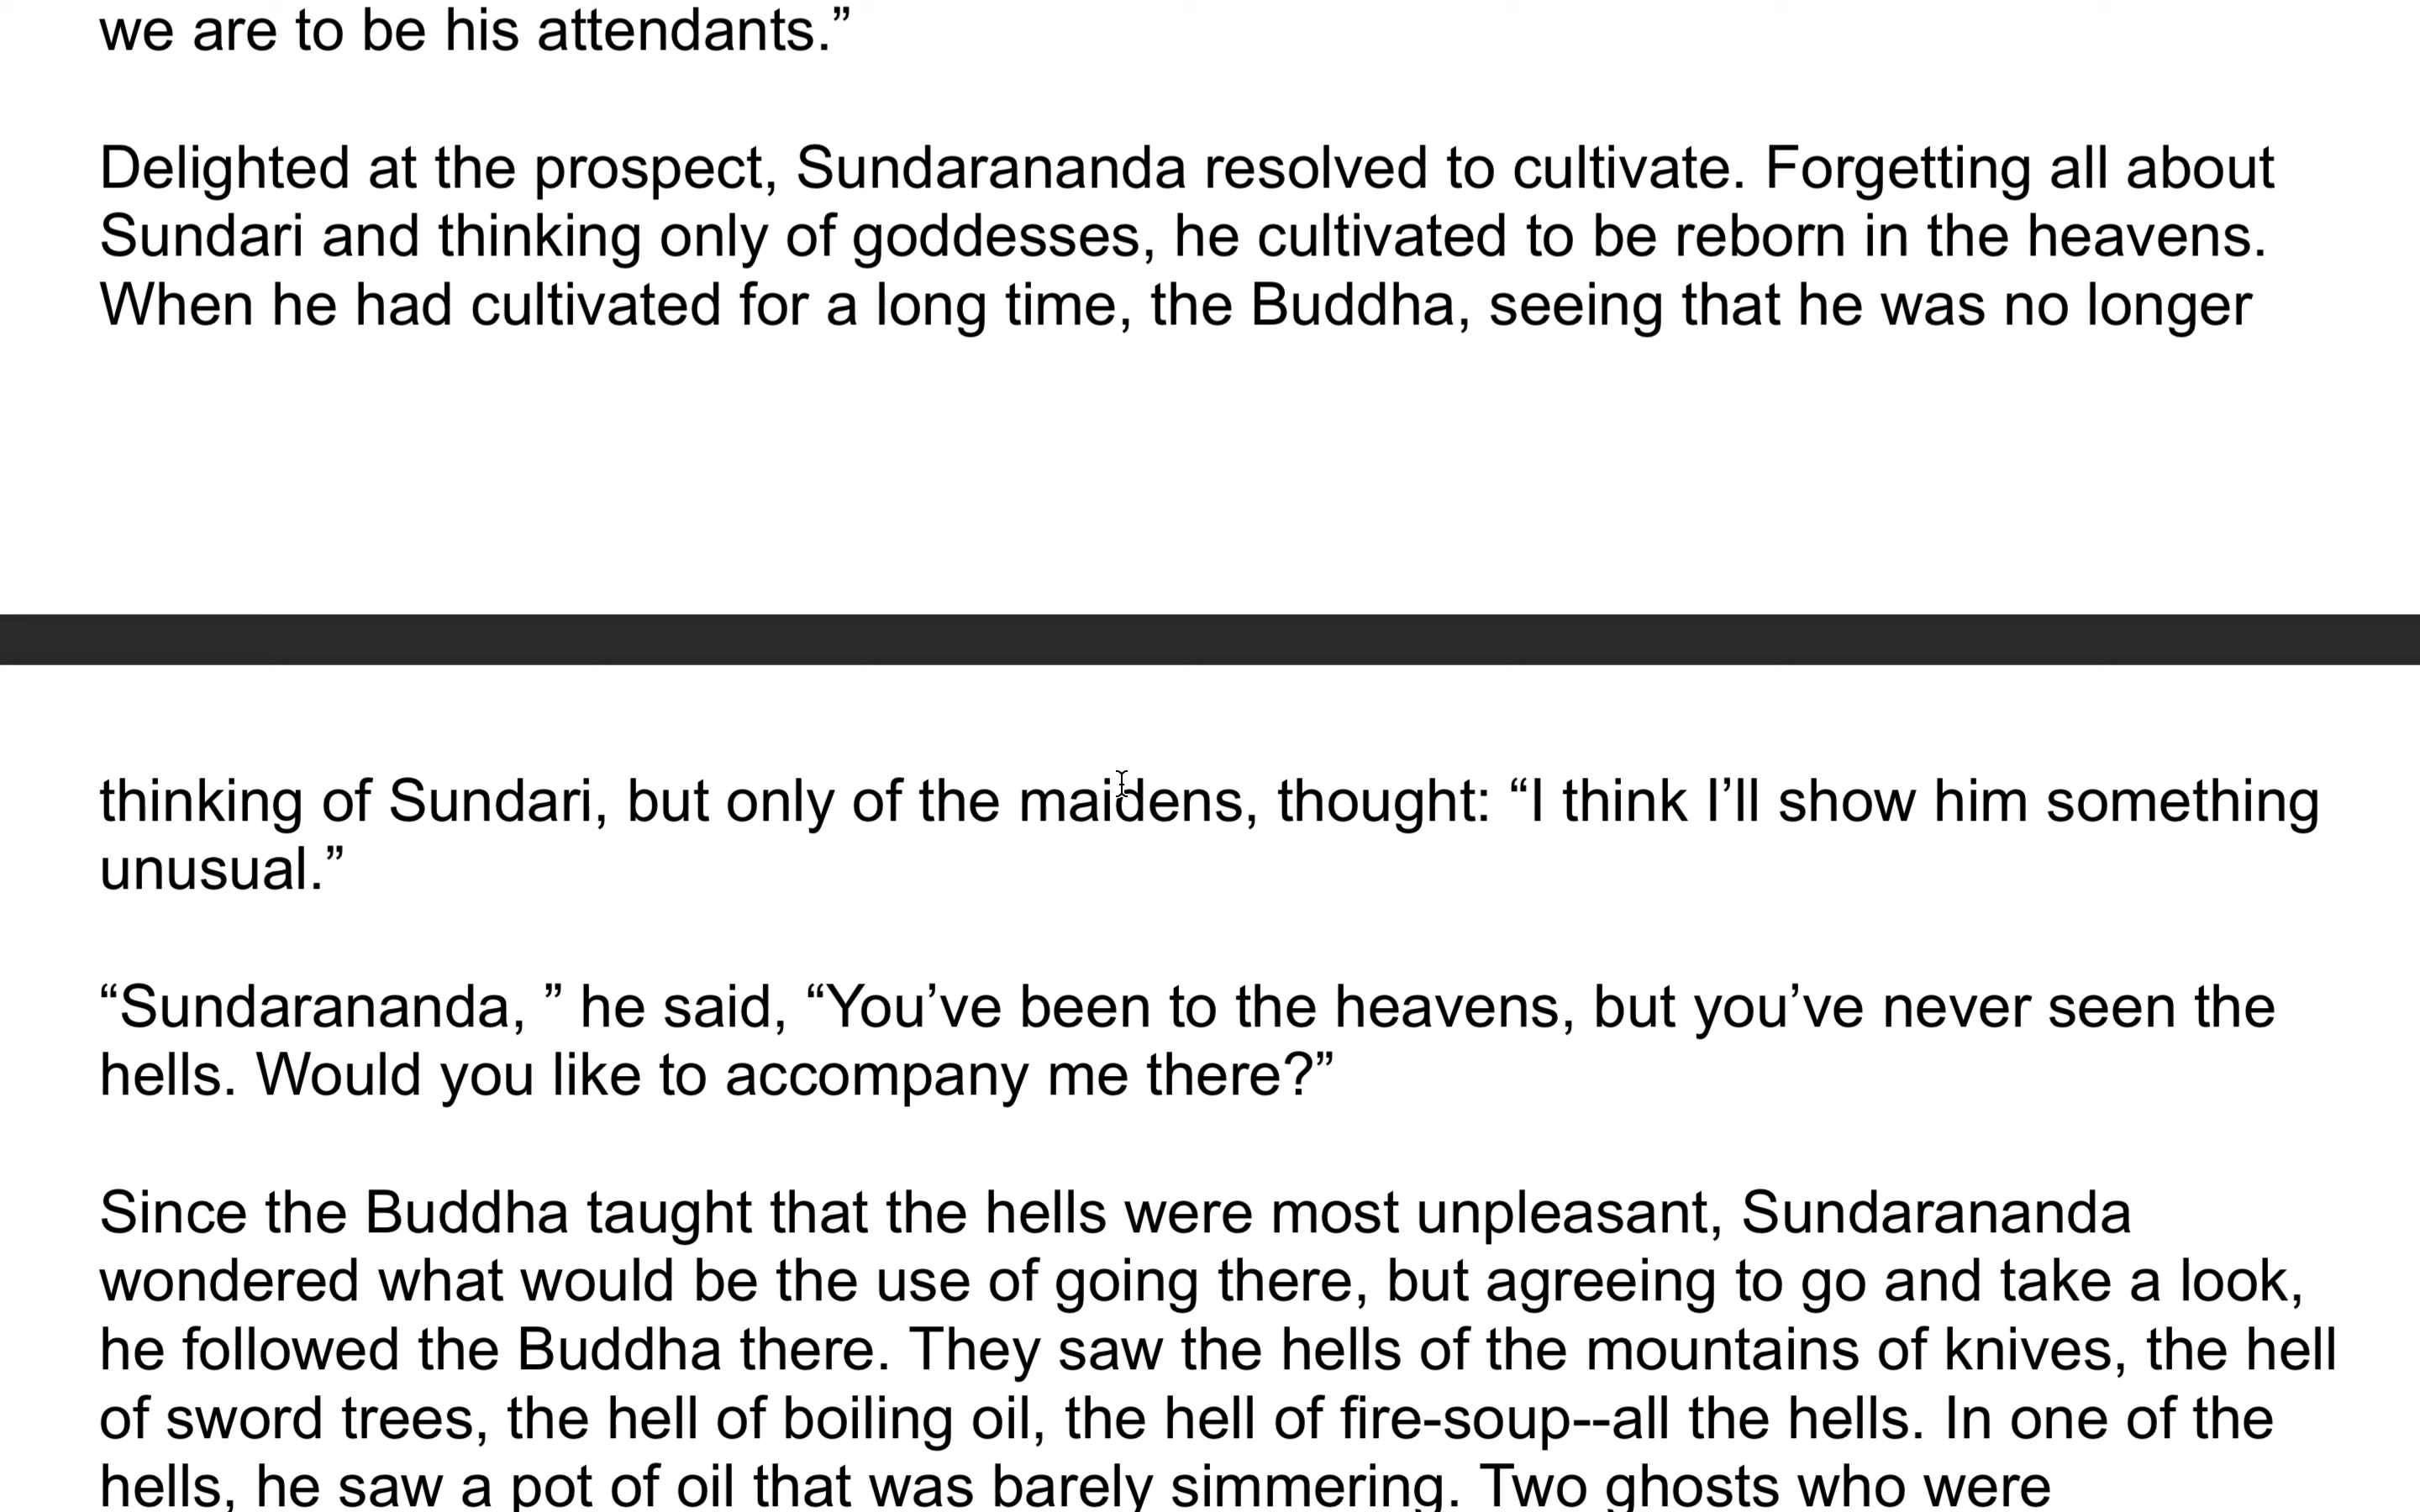 we are to be his attendants.”
Delighted at the prospect, Sundarananda resolved to cultivate. Forgetting all about
Sundari and thinking only of goddesses, he cultivated to be reborn in the heavens.
When he had cultivated for a long time, the Buddha, seeing that he was no longer
thinking of Sundari, but only of the maidens, thought: “I think I’ll show him something
unusual.”
“Sundarananda, ” he said, “You’ve been to the heavens, but you’ve never seen the
hells. Would you like to accompany me there?”
Since the Buddha taught that the hells were most unpleasant, Sundarananda
wondered what would be the use of going there, but agreeing to go and take a look,
he followed the Buddha there. They saw the hells of the mountains of knives, the hell
of sword trees, the hell of boiling oil, the hell of fire-soup--all the hells. In one of the
hells, he saw a pot of oil that was barely simmering. Two ghosts who were